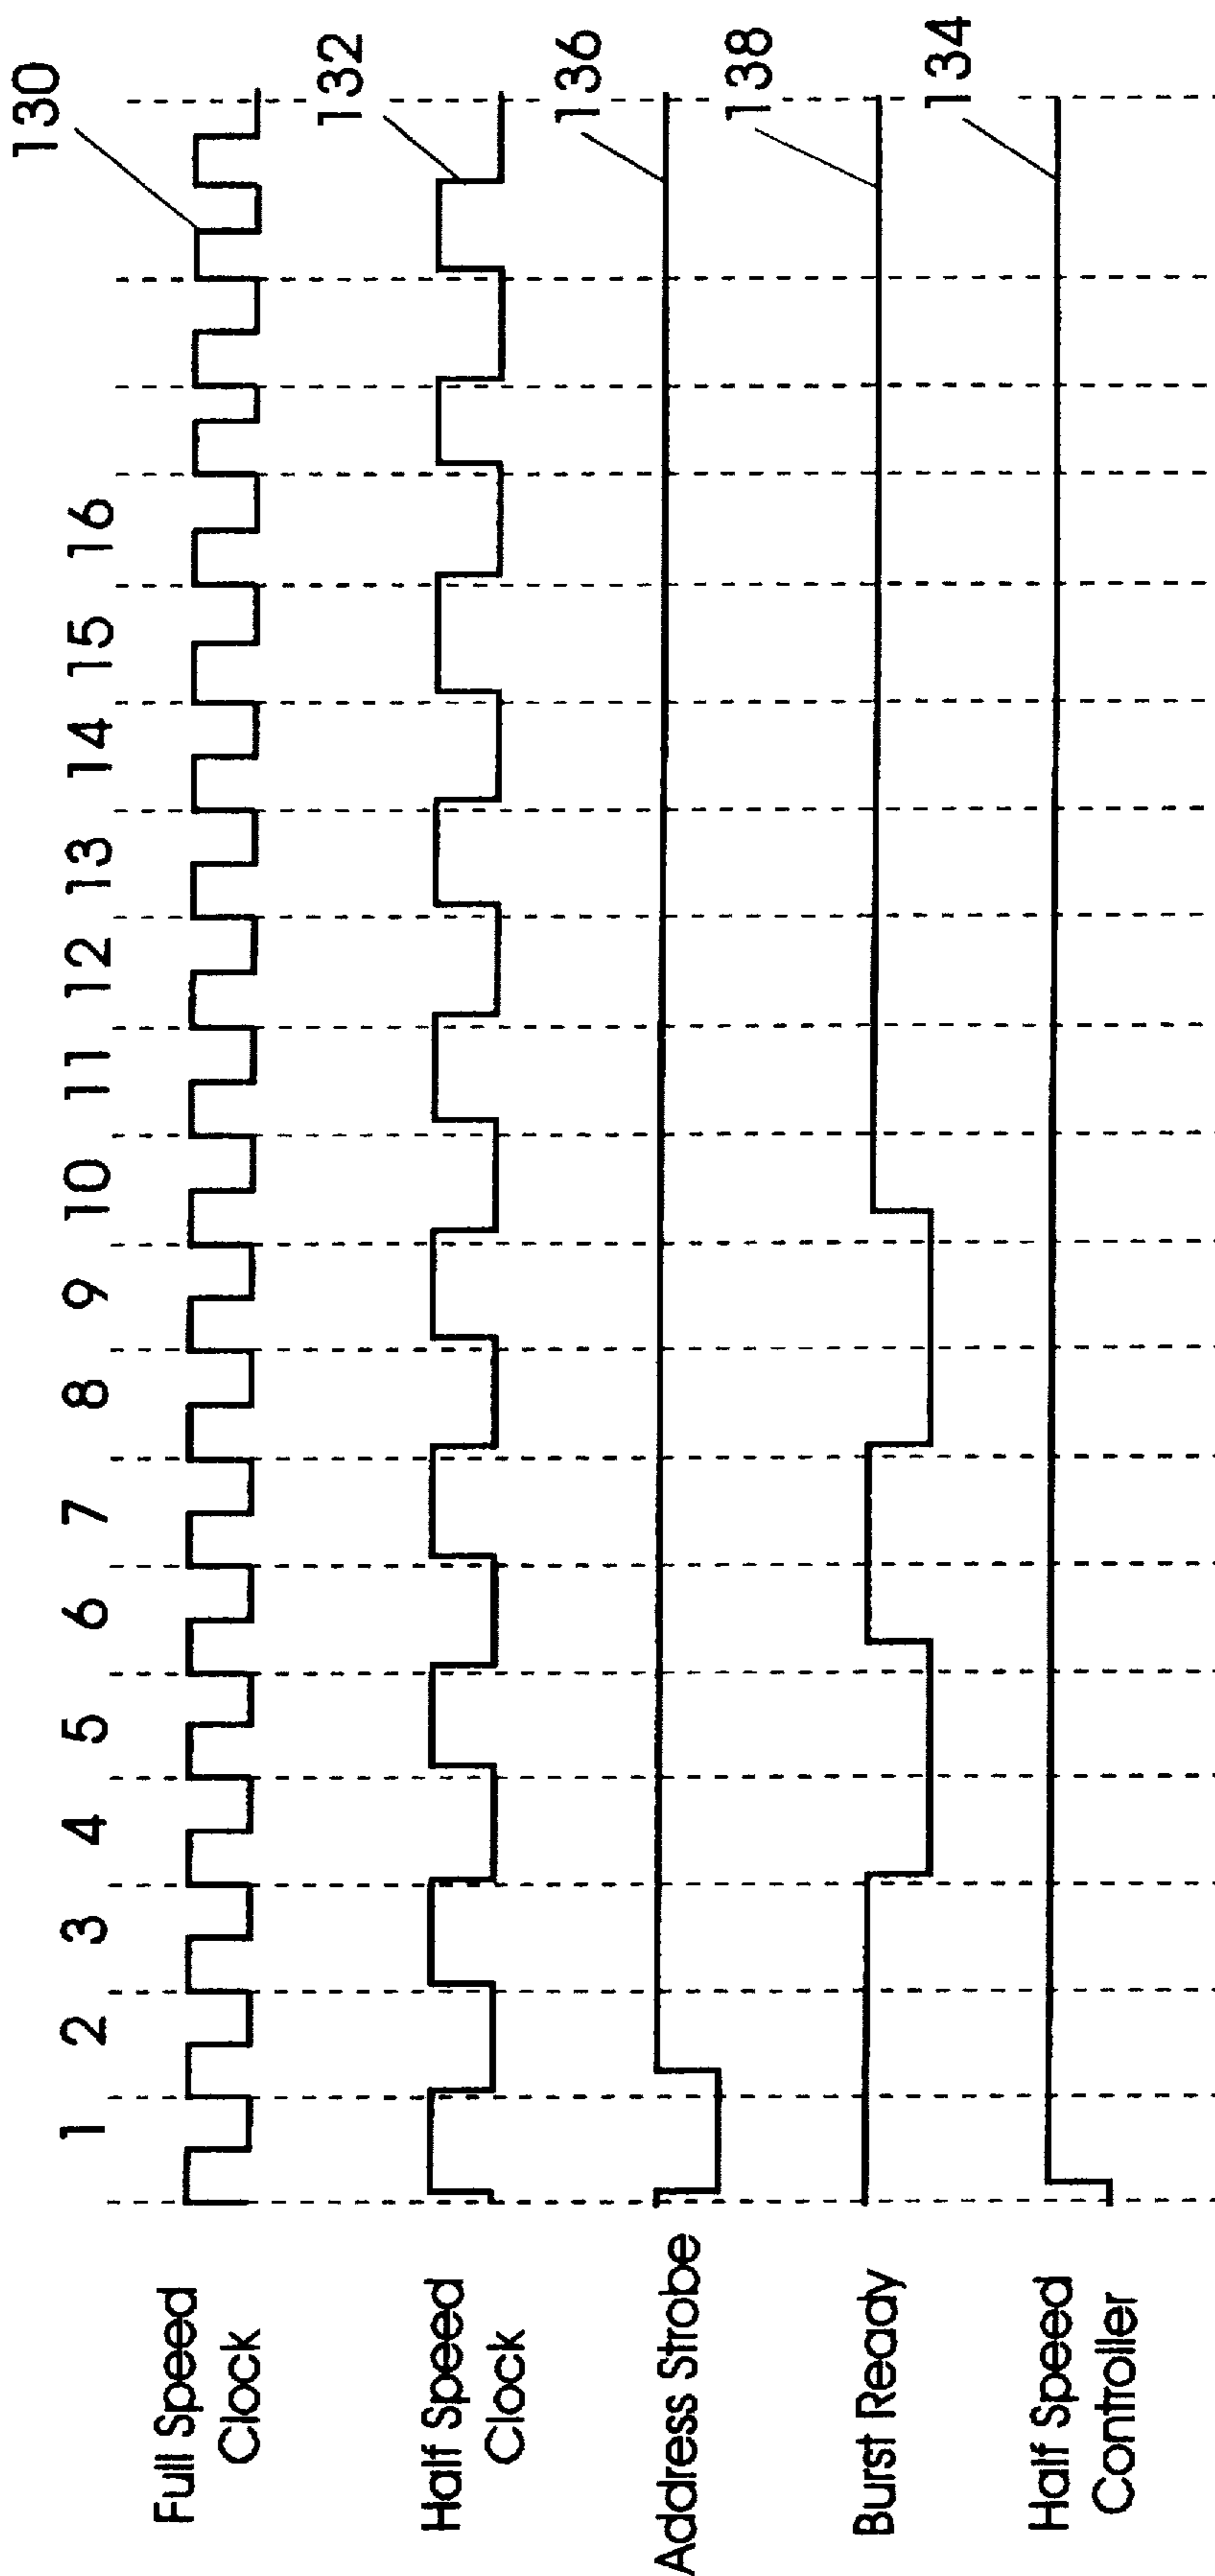 1 2 3 4 5 6 7 8 9 10 11 12 13 14 15 16
130
Full Speed
Clock
132
Half Speed
Clock
136
Address Strobe
138
Burst Ready
134
Half Speed
Controller